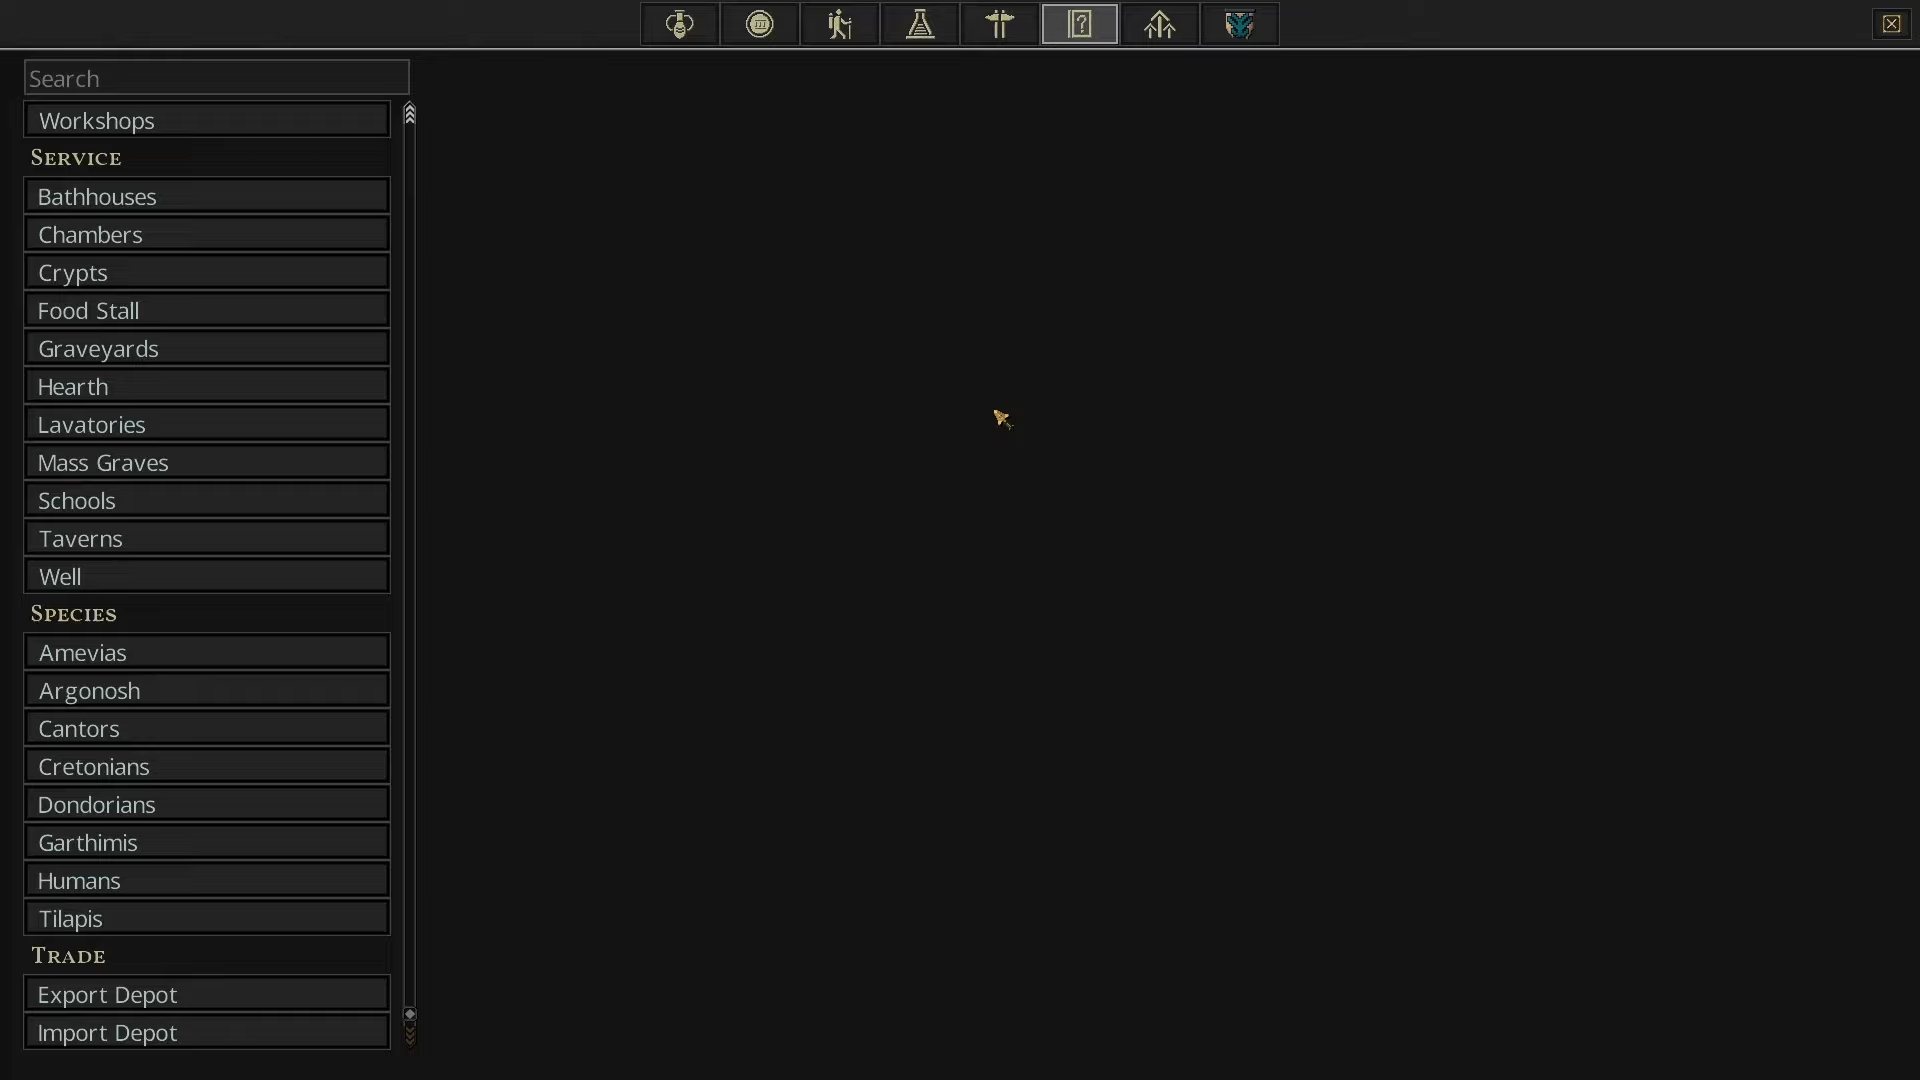 Search
Workshops
SERVICE
Bathhouses
Chambers
Crypts
Food Stall
Graveyards
Hearth
Lavatories
Mass Graves
Schools
Taverns
Well
SPECIES
Amevias
Argonosh
Cantors
Cretonians
Dondorians
Garthimis
Humans
Tilapis
TRADE
Export Depot
Import Depot